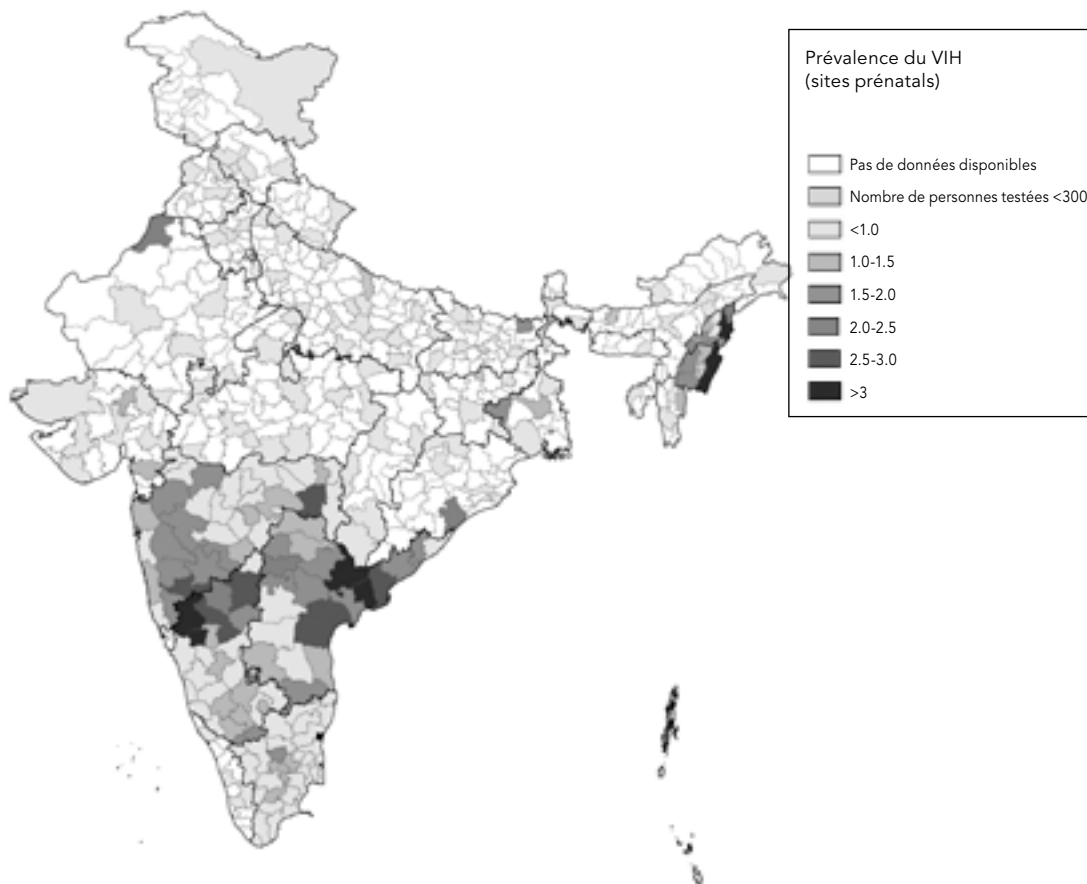 Prévalence du VIH
(sites prénatals)
Pas de données disponibles
Nombre de personnes testées <300
<1.0
1.0-1.5
1.5-2.0
2.0-2.5
2.5-3.0
>3